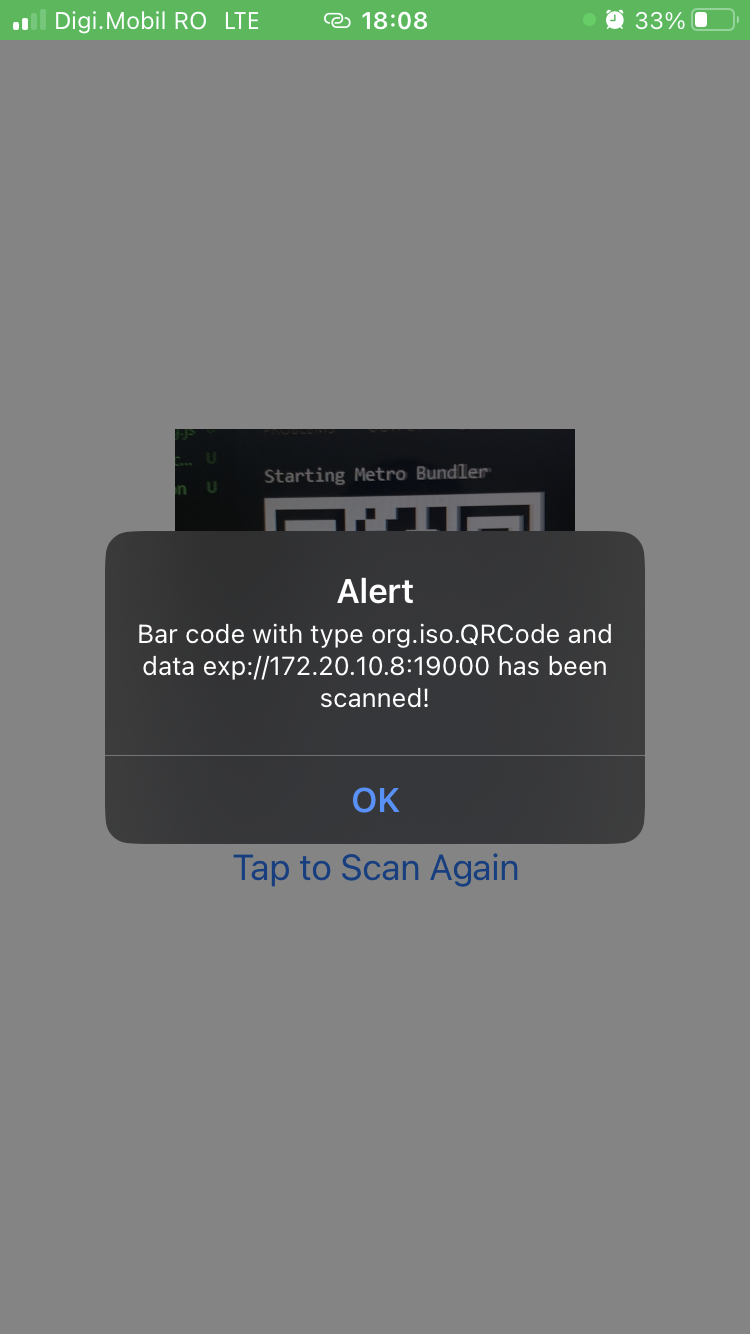 Digi.Mobil RO LTE 18:08 33%
U
Starting Metro Bundler
U
Alert
Bar code with type org.iso.QRCode and
data exp://172.20.10.8:19000 has been
scanned!
OK
Tap to Scan Again